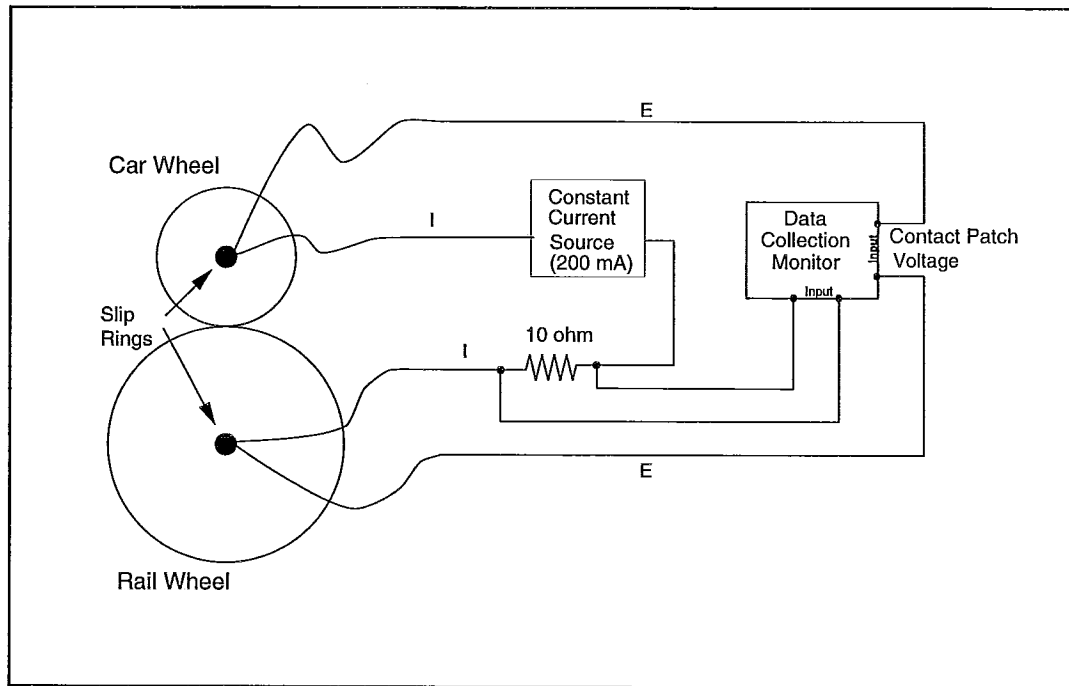 E
Car Wheel
Constant
Current
Source
(200 mA)
I
Data
Collection
Monitor
Input
Contact Patch
Voltage
Input
Slip
Rings
10 ohm
I
E
Rail Wheel